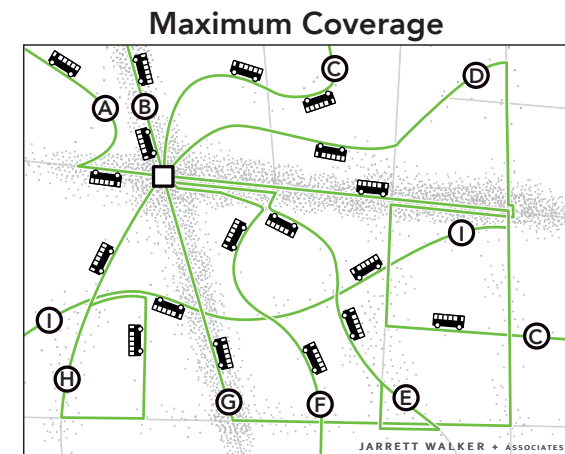 Maximum Coverage
C
D
A
B
I
I
C
H
G
F
E
JARRETT WALKER + ASSOCIATES